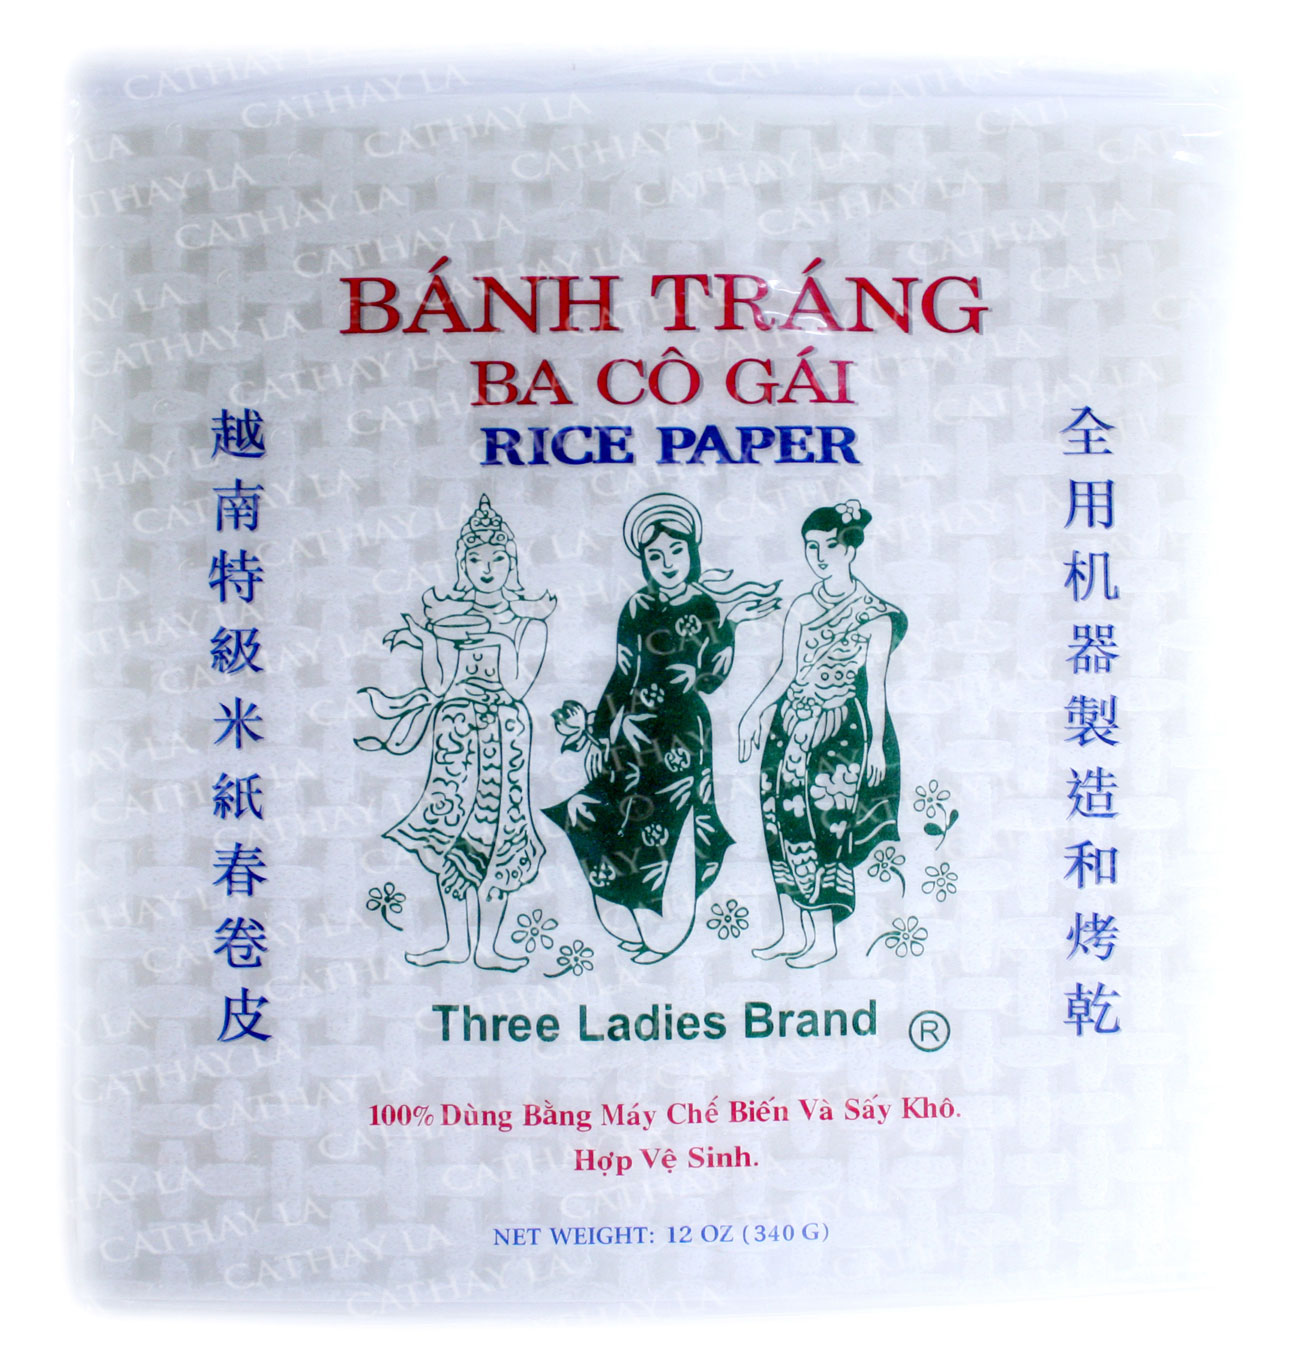 BÁNH TRÁNG
BA CÔ GÁI
RICE PAPER
越南特級米紙春卷皮
全用机器製造和烤乾
Three Ladies Brand ®
100% Dùng Bằng Máy Chế Biến Và Sấy Khô.
Hợp Vệ Sinh.
NET WEIGHT: 12 OZ (340 G)
CATHAY LA